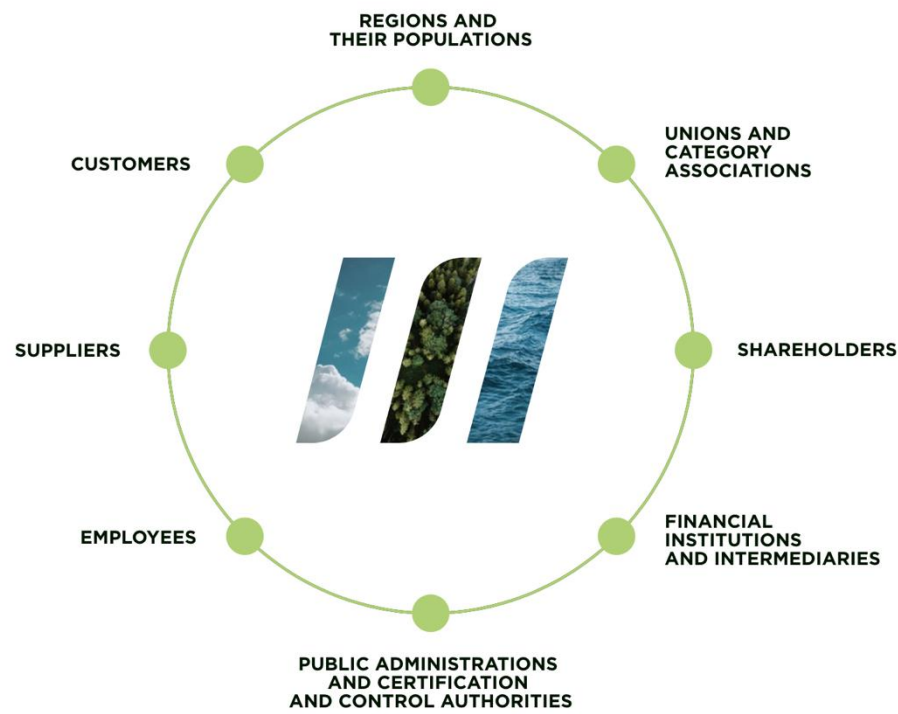 REGIONS AND
THEIR POPULATIONS
UNIONS AND
CATEGORY
ASSOCIATIONS
CUSTOMERS
SUPPLIERS
SHAREHOLDERS
EMPLOYEES
FINANCIAL
INSTITUTIONS
AND INTERMEDIARIES
PUBLIC ADMINISTRATIONS
AND CERTIFICATION
AND CONTROL AUTHORITIES